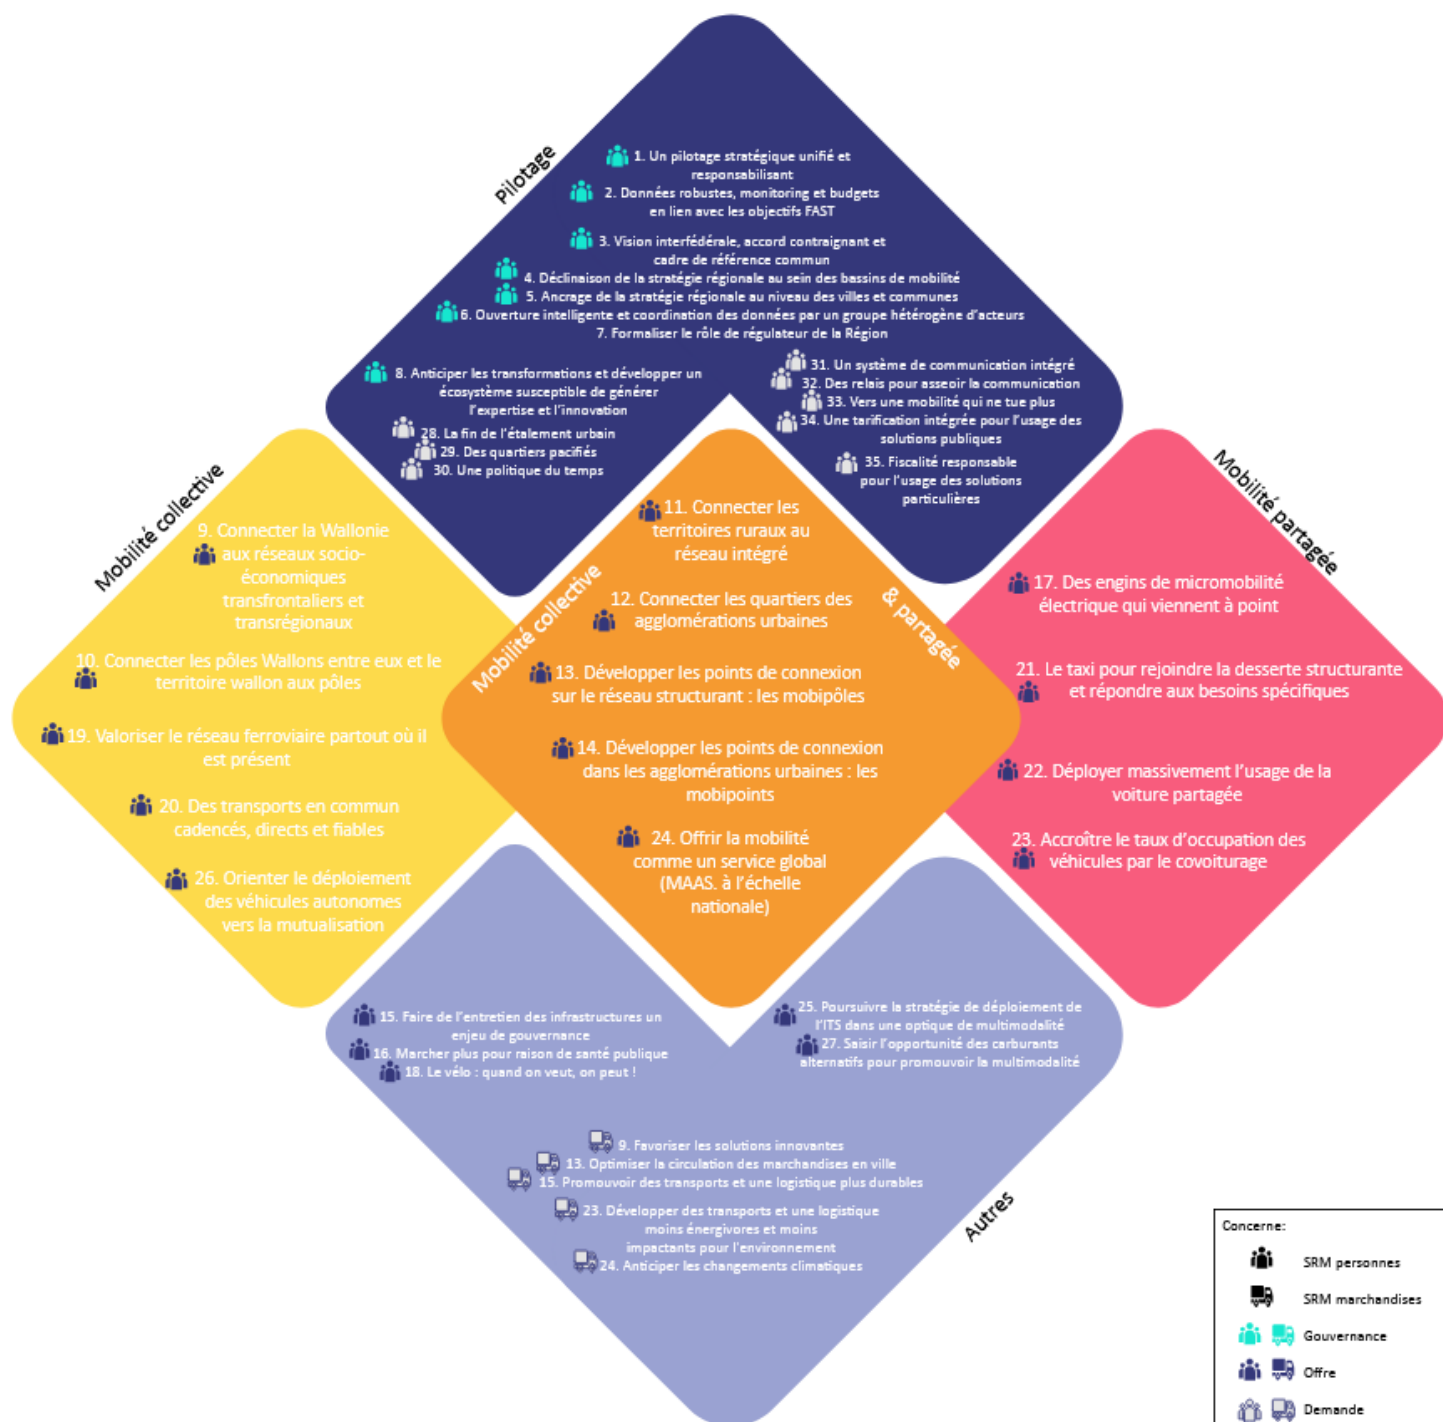 Pilotage
1. Un pilotage stratégique unifié et
responsabilisant
2. Données robustes, monitoring et budgets
en lien avec les objectifs FAST
3. Vision interfédérale, accord contraignant et
cadre de référence commun
4. Déclinaison de la stratégie régionale au sein des bassins de mobilité
5. Ancrage de la stratégie régionale au niveau des villes et communes
6. Ouverture intelligente et coordination des données par un groupe hétérogène d'acteurs
7. Formaliser le rôle de régulateur de la Région
8. Anticiper les transformations et développer un
écosystème susceptible de générer
l'expertise et l'innovation
28. La fin de l'étalement urbain
29. Des quartiers pacifiés
30. Une politique du temps
31. Un système de communication intégré
32. Des relais pour asseoir la communication
33. Vers une mobilité qui ne tue plus
34. Une tarification intégrée pour l'usage des
solutions publiques
35. Fiscalité responsable
pour l'usage des solutions
particulières
Mobilité collective
9. Connecter la Wallonie
aux réseaux socio-
économiques
transfrontaliers et
transrégionaux
10. Connecter les pôles Wallons entre eux et le
territoire wallon aux pôles
19. Valoriser le réseau ferroviaire partout où il
est présent
20. Des transports en commun
cadencés, directs et fiables
26. Orienter le déploiement
des véhicules autonomes
vers la mutualisation
Mobilité collective
& partagée
11. Connecter les
territoires ruraux au
réseau intégré
12. Connecter les quartiers des
agglomérations urbaines
13. Développer les points de connexion
sur le réseau structurant : les mobipôles
14. Développer les points de connexion
dans les agglomérations urbaines : les
mobipoints
24. Offrir la mobilité
comme un service global
(MAAS. à l'échelle
nationale)
Mobilité partagée
17. Des engins de micromobilité
électrique qui viennent à point
21. Le taxi pour rejoindre la desserte structurante
et répondre aux besoins spécifiques
22. Déployer massivement l'usage de la
voiture partagée
23. Accroître le taux d'occupation des
véhicules par le covoiturage
15. Faire de l'entretien des infrastructures un
enjeu de gouvernance
16. Marcher plus pour raison de santé publique
18. Le vélo : quand on veut, on peut !
25. Poursuivre la stratégie de déploiement de
l'ITS dans une optique de multimodalité
27. Saisir l'opportunité des carburants
alternatifs pour promouvoir la multimodalité
9. Favoriser les solutions innovantes
13. Optimiser la circulation des marchandises en ville
15. Promouvoir des transports et une logistique plus durables
23. Développer des transports et une logistique
moins énergivores et moins
impactants pour l'environnement
24. Anticiper les changements climatiques
Autres
Concerne:
SRM personnes
SRM marchandises
Gouvernance
Offre
Demande